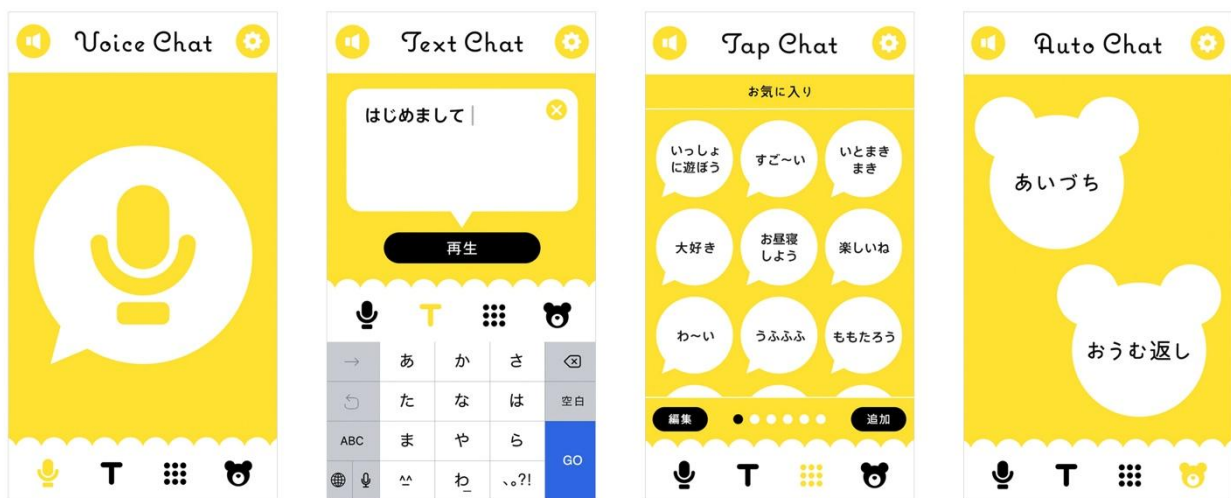 Voice Chat
Text Chat
はじめまして
再生
→
あ
か
さ
た
な
は
空白
ABC
ま
や
ら
GO
^^
わ
、。?!
Tap Chat
お気に入り
いっしょ
に遊ぼう
すご〜い
いとまき
まき
大好き
お昼寝
しよう
楽しいね
わ〜い
うふふふ
ももたろう
編集
追加
Auto Chat
あいづち
おうむ返し